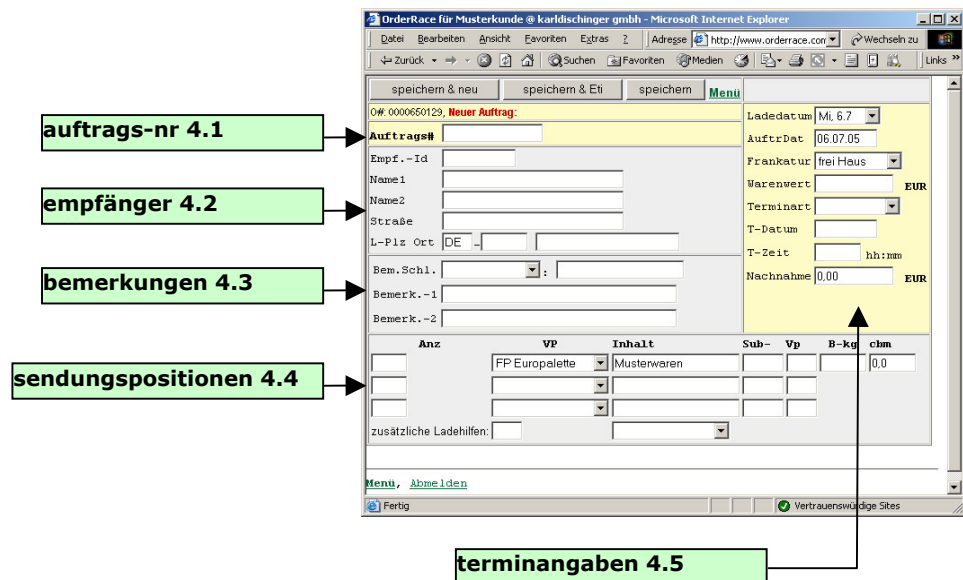 OrderRace für Musterkunde @ karldischinger gmbh - Microsoft Internet Explorer
Datei Bearbeiten Ansicht Favoriten Extras ? Adresse http://www.orderrace.con Wechseln zu
Zurück Suchen Favoriten Medien Links »
speichern & neu speichern & Eti speichern Menü
O#: 0000650129, Neuer Auftrag:
Auftrags#
Empf.-Id
Name1
Name2
Straße
L-Plz Ort DE -
Bem.Schl. :
Bemerk.-1
Bemerk.-2
Ladedatum Mi, 6.7
AuftrDat 06.07.05
Frankatur frei Haus
Warenwert EUR
Terminart
T-Datum
T-Zeit hh:mm
Nachnahme 0,00 EUR
Anz VP Inhalt Sub- Vp B-kg cbm
FP Europalette Musterwaren 0,0
zusätzliche Ladehilfen:
Menü, Abmelden
Fertig Vertrauenswürdige Sites
auftrags-nr 4.1
empfänger 4.2
bemerkungen 4.3
sendungspositionen 4.4
terminangaben 4.5